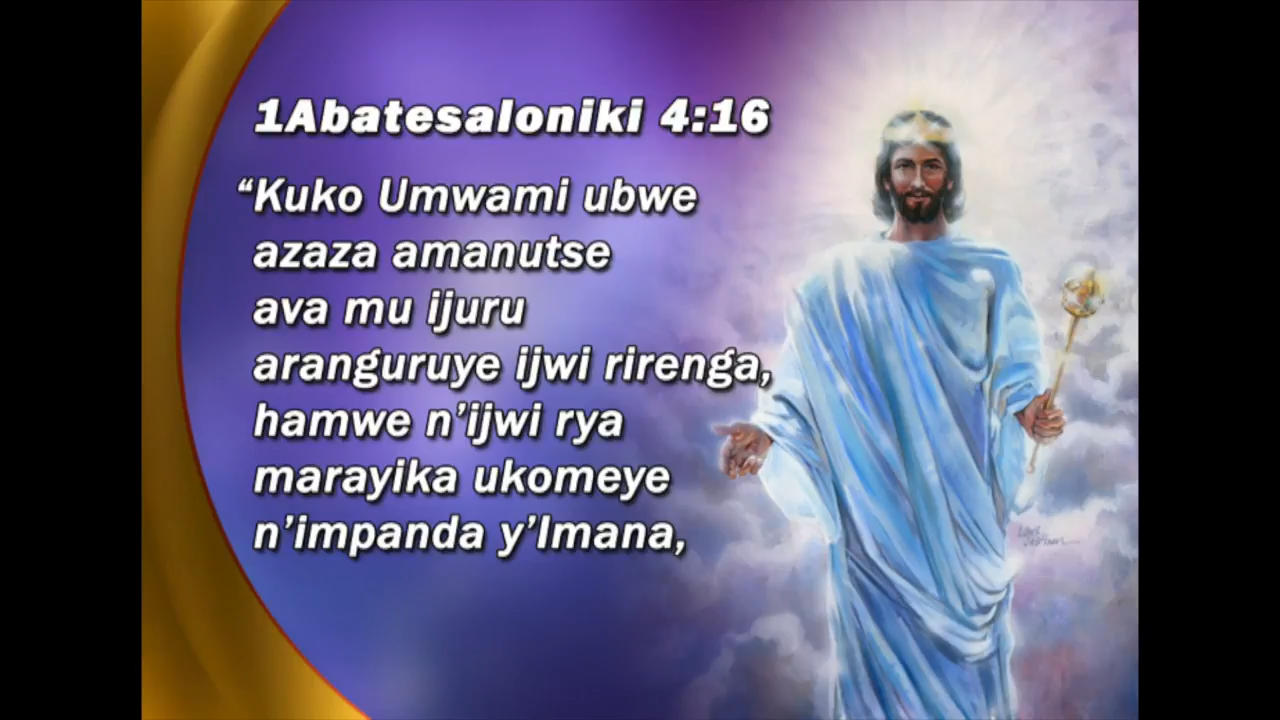 1Abatesaloniki 4:16
“Kuko Umwami ubwe
azaza amanutse
ava mu ijuru
aranguruye ijwi rirenga,
hamwe n’ijwi rya
marayika ukomeye
n’impanda y’Imana,